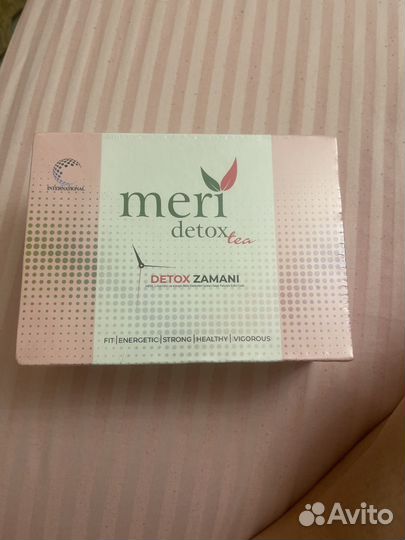 INTERNATIONAL
meri
detox tea
DETOX ZAMANI
FIT | ENERGETIC | STRONG | HEALTHY | VIGOROUS
Avito